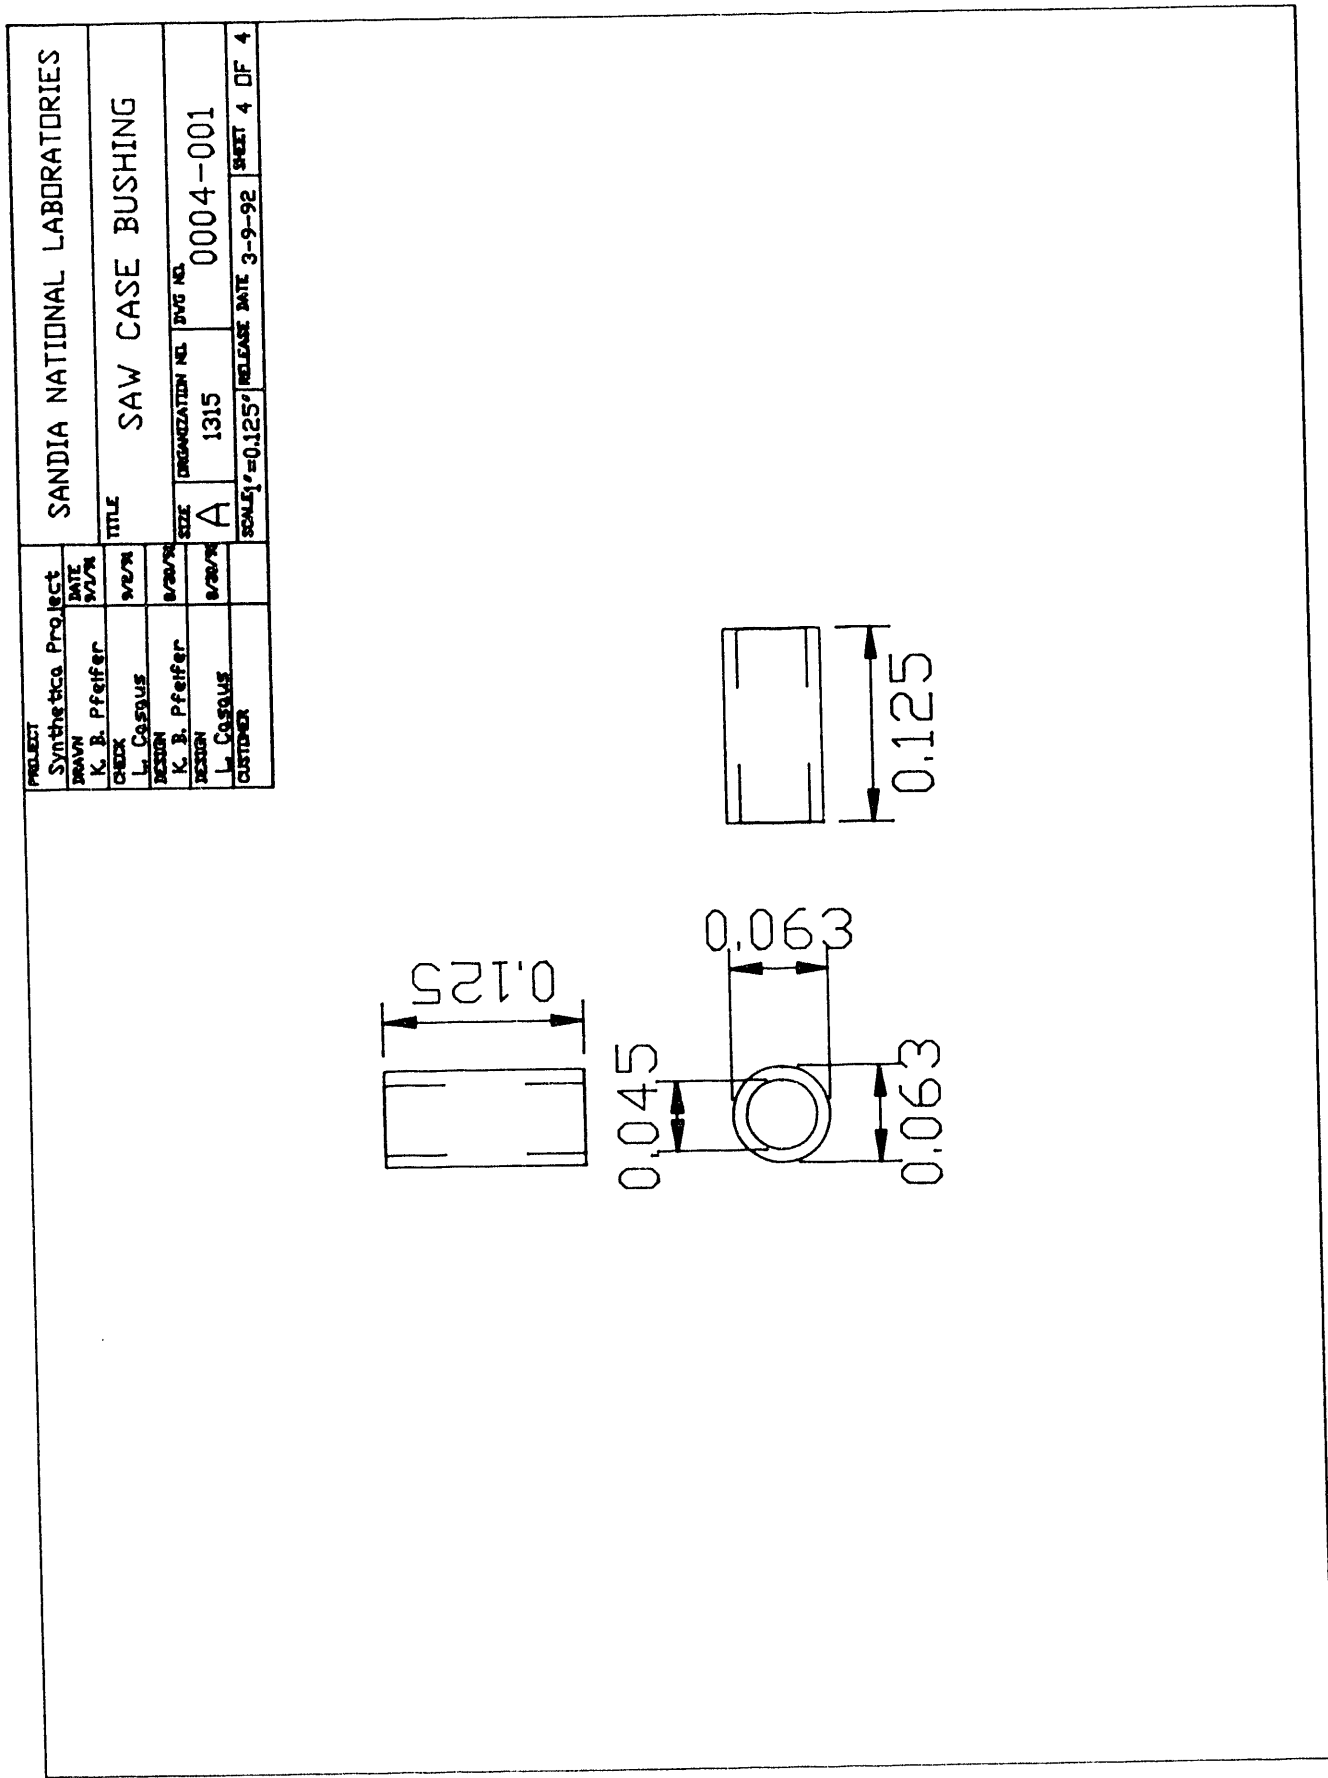 PROJECT
Synthetica Project
DRAWN
K. B. Pfeifer
DATE
CHECK
L. Casaus
DESIGN
K. B. Pfeifer
DESIGN
L. Casaus
CUSTOMER
SANDIA NATIONAL LABORATORIES
TITLE
SAW CASE BUSHING
SIZE
A
ORGANIZATION NO.
1315
DWG NO.
0004-001
SCALE 1"=0.125"
RELEASE DATE 3-9-92
SHEET 4 OF 4
0.125
0.045
0.063
0.063
0.125